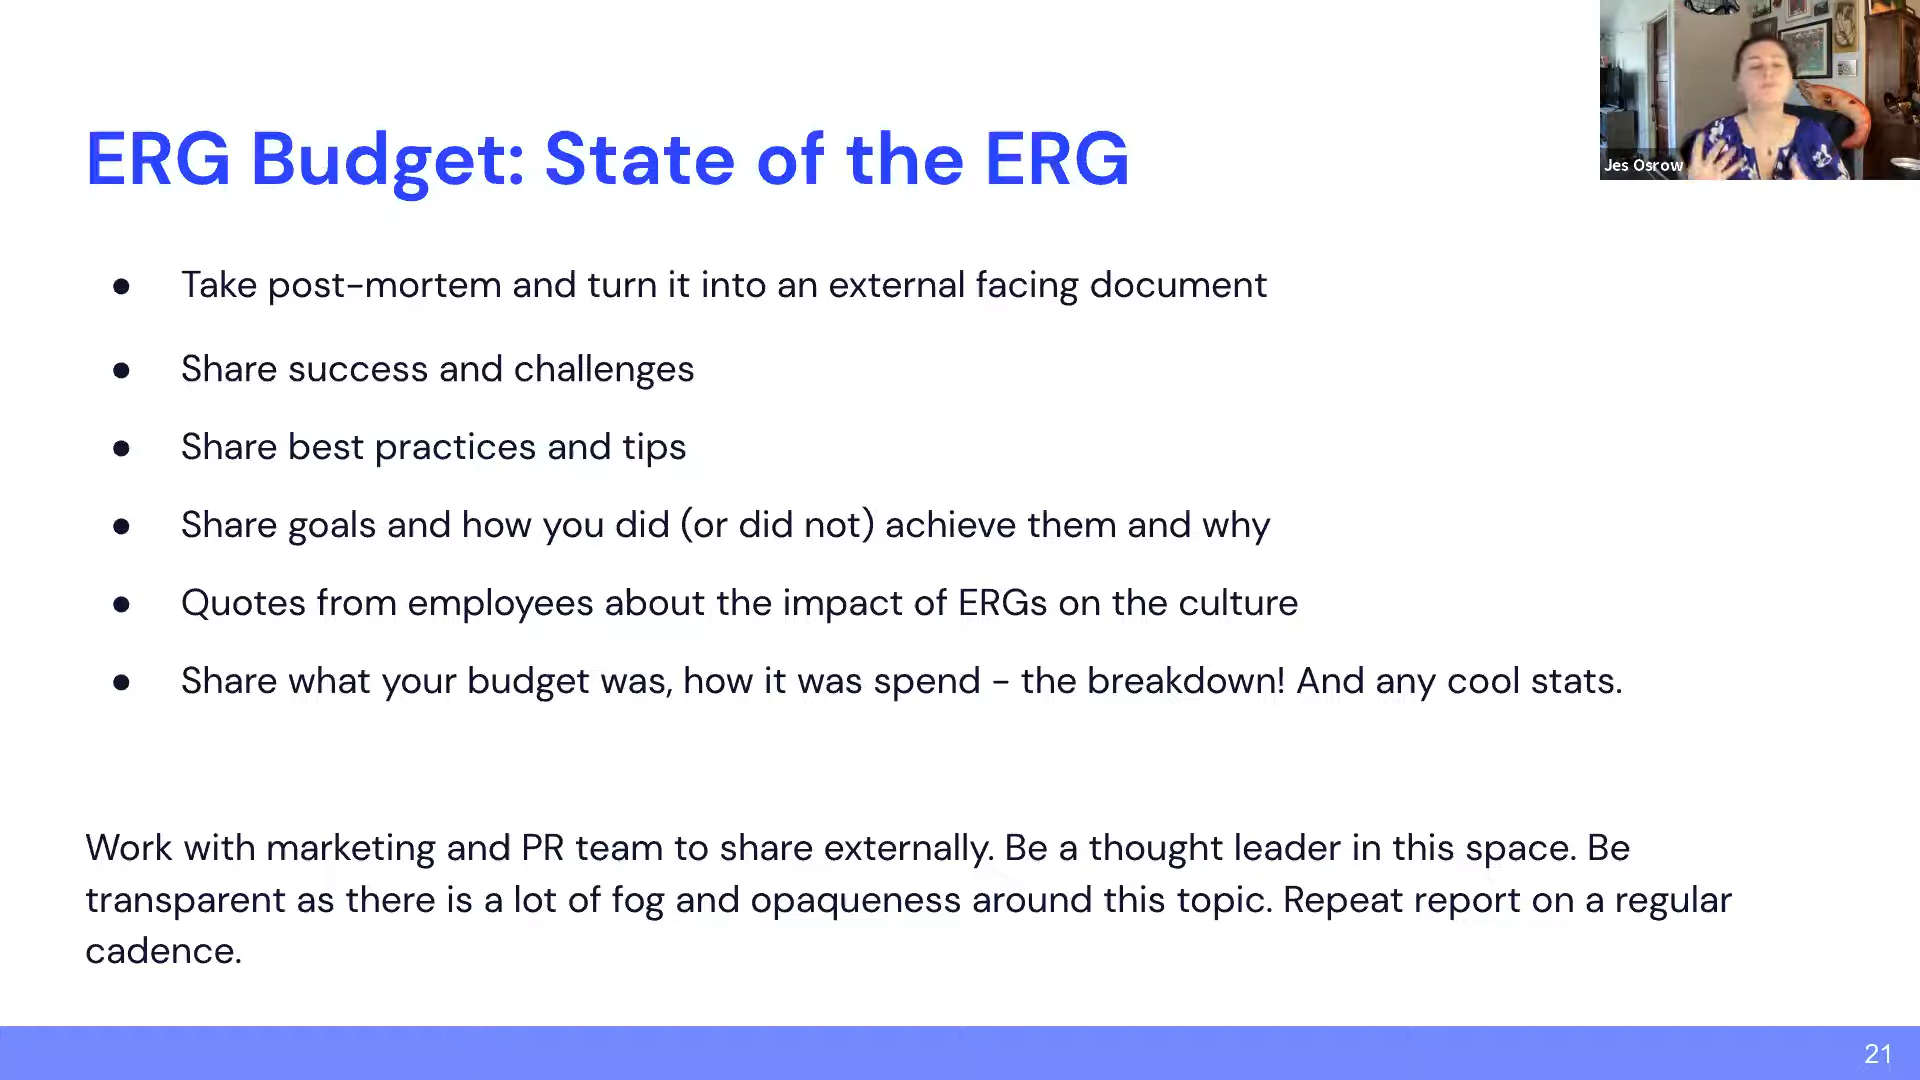 Jes Osrow
ERG Budget: State of the ERG
● Take post-mortem and turn it into an external facing document
● Share success and challenges
● Share best practices and tips
● Share goals and how you did (or did not) achieve them and why
● Quotes from employees about the impact of ERGs on the culture
● Share what your budget was, how it was spend - the breakdown! And any cool stats.
Work with marketing and PR team to share externally. Be a thought leader in this space. Be
transparent as there is a lot of fog and opaqueness around this topic. Repeat report on a regular
cadence.
21